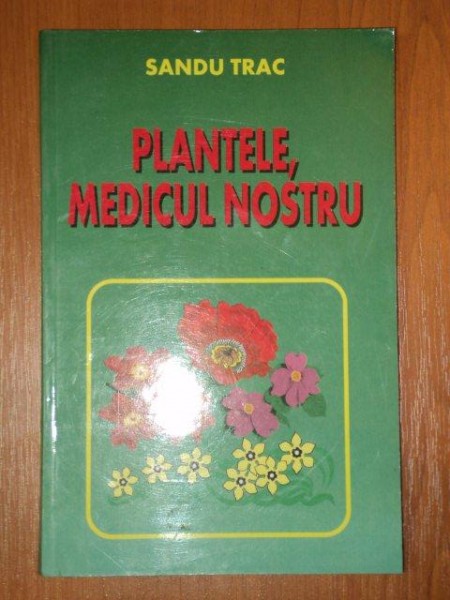 SANDU TRAC
PLANTELE,
MEDICUL NOSTRU